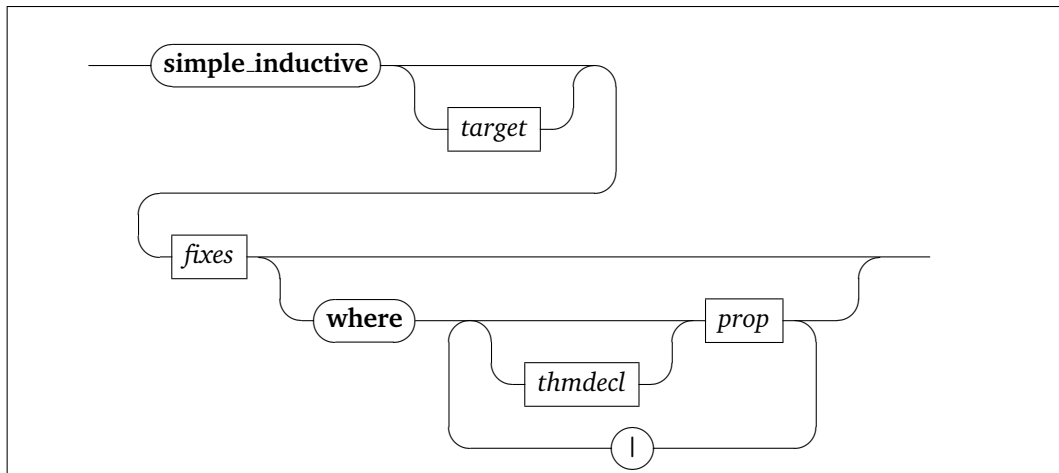 simple_inductive
target
fixes
where
prop
thmdecl
|